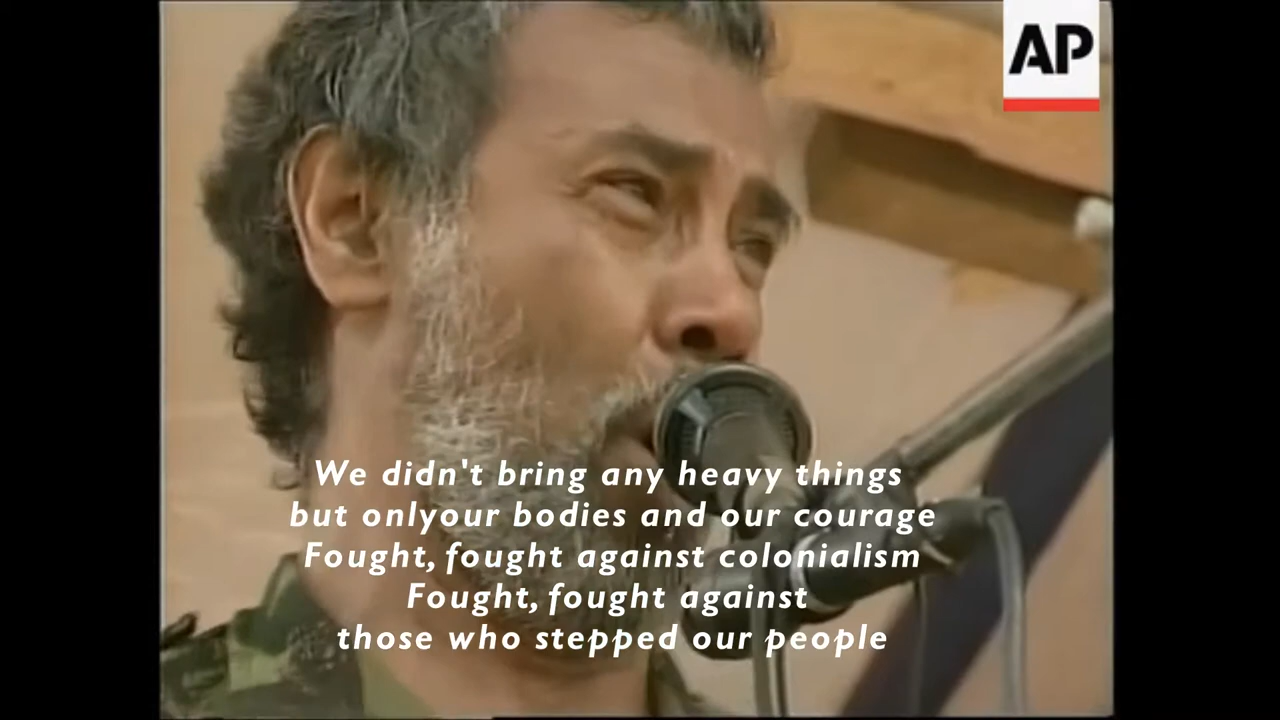 AP
We didn't bring any heavy things
but onlyour bodies and our courage
Fought, fought against colonialism
Fought, fought against
those who stepped our people